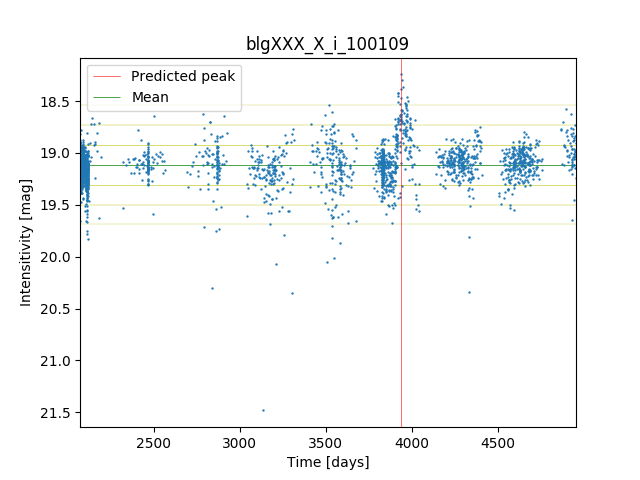 blgXXX_X_i_100109
Predicted peak
Mean
18.5
19.0
19.5
20.0
20.5
21.0
21.5
Intensitivity [mag]
2500 3000 3500 4000 4500
Time [days]